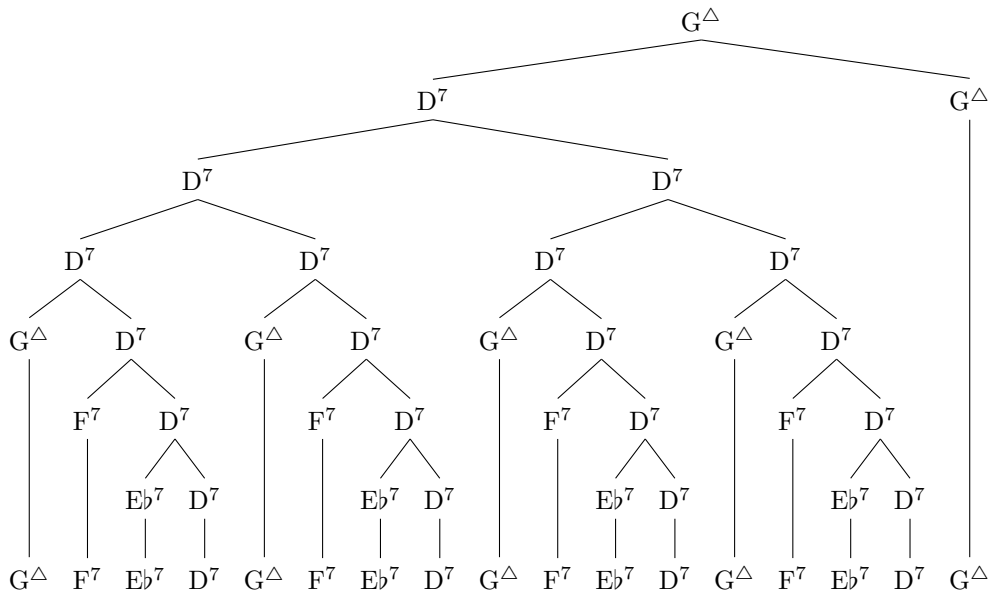 G△
D⁷ G△
D⁷ D⁷
D⁷ D⁷ D⁷ D⁷
G△ D⁷ G△ D⁷ G△ D⁷ G△ D⁷
F⁷ D⁷ F⁷ D⁷ F⁷ D⁷ F⁷ D⁷
E♭⁷ D⁷ E♭⁷ D⁷ E♭⁷ D⁷ E♭⁷ D⁷
G△ F⁷ E♭⁷ D⁷ G△ F⁷ E♭⁷ D⁷ G△ F⁷ E♭⁷ D⁷ G△ F⁷ E♭⁷ D⁷ G△